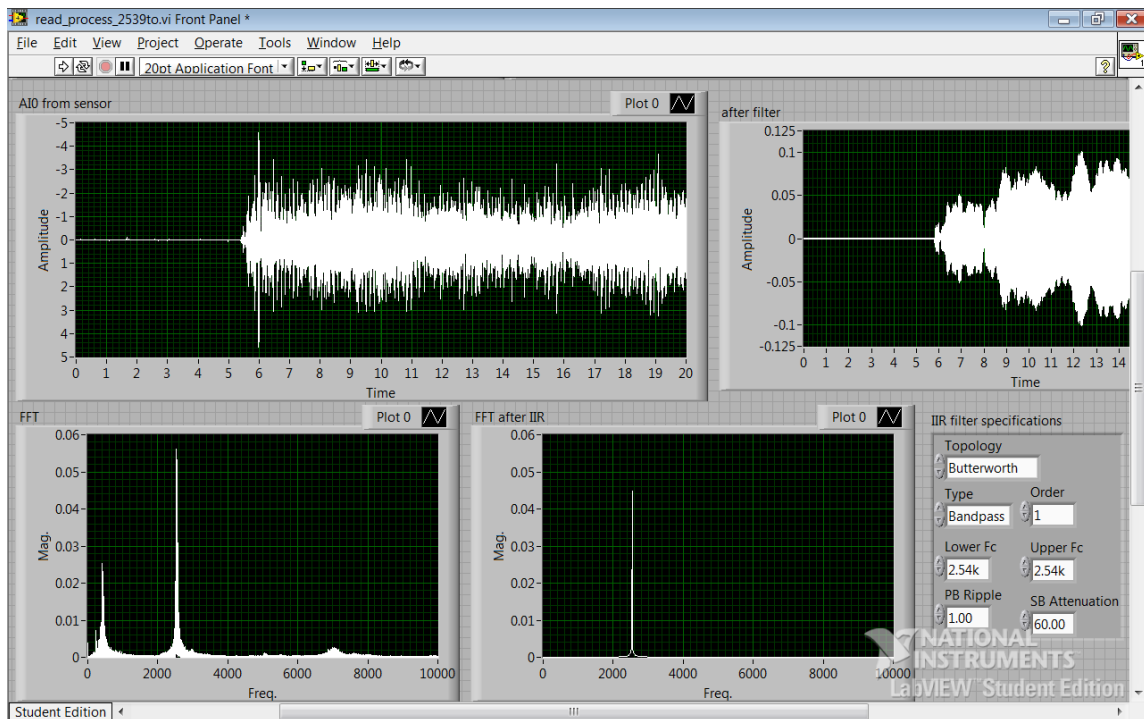 read_process_2539to.vi Front Panel *
File Edit View Project Operate Tools Window Help
20pt Application Font
AI0 from sensor
Plot 0
-5
-4
-3
-2
-1
0
1
2
3
4
5
Amplitude
0 1 2 3 4 5 6 7 8 9 10 11 12 13 14 15 16 17 18 19 20
Time
after filter
0.125
0.1
0.05
0
-0.05
-0.1
-0.125
Amplitude
0 1 2 3 4 5 6 7 8 9 10 11 12 13 14
Time
FFT
Plot 0
0.06
0.05
0.04
0.03
0.02
0.01
0
Mag.
0 2000 4000 6000 8000 10000
Freq.
FFT after IIR
Plot 0
0.06
0.05
0.04
0.03
0.02
0.01
0
Mag.
0 2000 4000 6000 8000 10000
Freq.
IIR filter specifications
Topology
Butterworth
Type Order
Bandpass 1
Lower Fc Upper Fc
2.54k 2.54k
PB Ripple SB Attenuation
1.00 60.00
NATIONAL
INSTRUMENTS
LabVIEW™ Student Edition
Student Edition